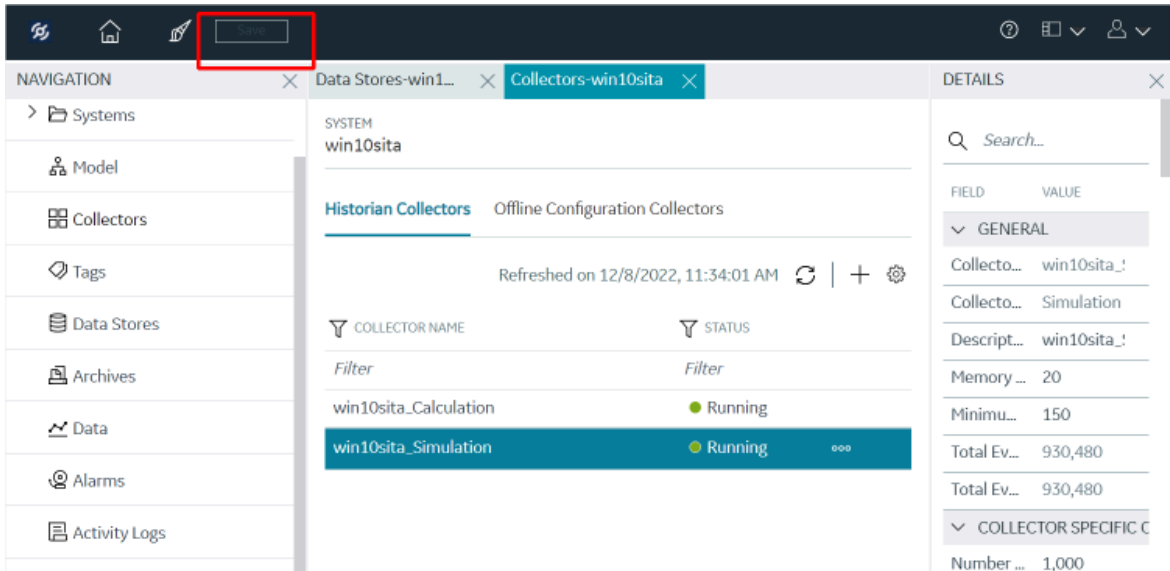 Save
NAVIGATION
Systems
Model
Collectors
Tags
Data Stores
Archives
Data
Alarms
Activity Logs
Data Stores-win1...
Collectors-win10sita
SYSTEM
win10sita
Historian Collectors
Offline Configuration Collectors
Refreshed on 12/8/2022, 11:34:01 AM
COLLECTOR NAME STATUS
Filter Filter
win10sita_Calculation Running
win10sita_Simulation Running
DETAILS
Search...
FIELD VALUE
GENERAL
Collecto... win10sita_
Collecto... Simulation
Descript... win10sita_
Memory ... 20
Minimu... 150
Total Ev... 930,480
Total Ev... 930,480
COLLECTOR SPECIFIC C
Number ... 1,000